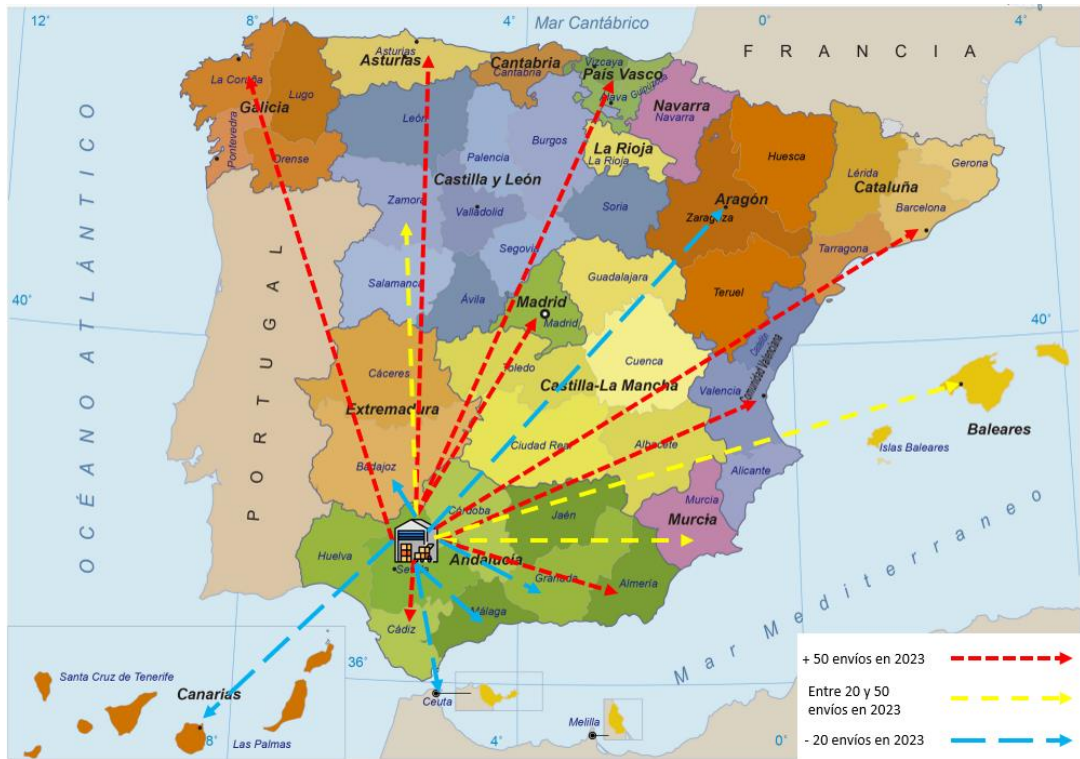 12°
4°
Mar Cantábrico
0°
4°
FRANCIA
La Coruña
Lugo
Galicia
Pontevedra
Orense
Asturias
Asturias
Cantabria
Cantabria
Vizcaya
País Vasco
Guipúzcoa
Álava
Navarra
Navarra
La Rioja
La Rioja
León
Palencia
Burgos
Castilla y León
Zamora
Valladolid
Soria
Segovia
Salamanca
Ávila
Huesca
Aragón
Zaragoza
Teruel
Lérida
Gerona
Cataluña
Barcelona
Tarragona
OCÉANO ATLÁNTICO
PORTUGAL
40°
40°
Madrid
Madrid
Guadalajara
Toledo
Cuenca
Castilla-La Mancha
Ciudad Real
Albacete
Cáceres
Extremadura
Badajoz
Castellón
Comunidad Valenciana
Valencia
Alicante
Baleares
Islas Baleares
Murcia
Murcia
Córdoba
Jaén
Huelva
Sevilla
Andalucía
Granada
Almería
Málaga
Cádiz
Mar Mediterraneo
Santa Cruz de Tenerife
Canarias
Las Palmas
8°
36°
Ceuta
4°
Melilla
0°
+ 50 envíos en 2023
Entre 20 y 50
envíos en 2023
- 20 envíos en 2023